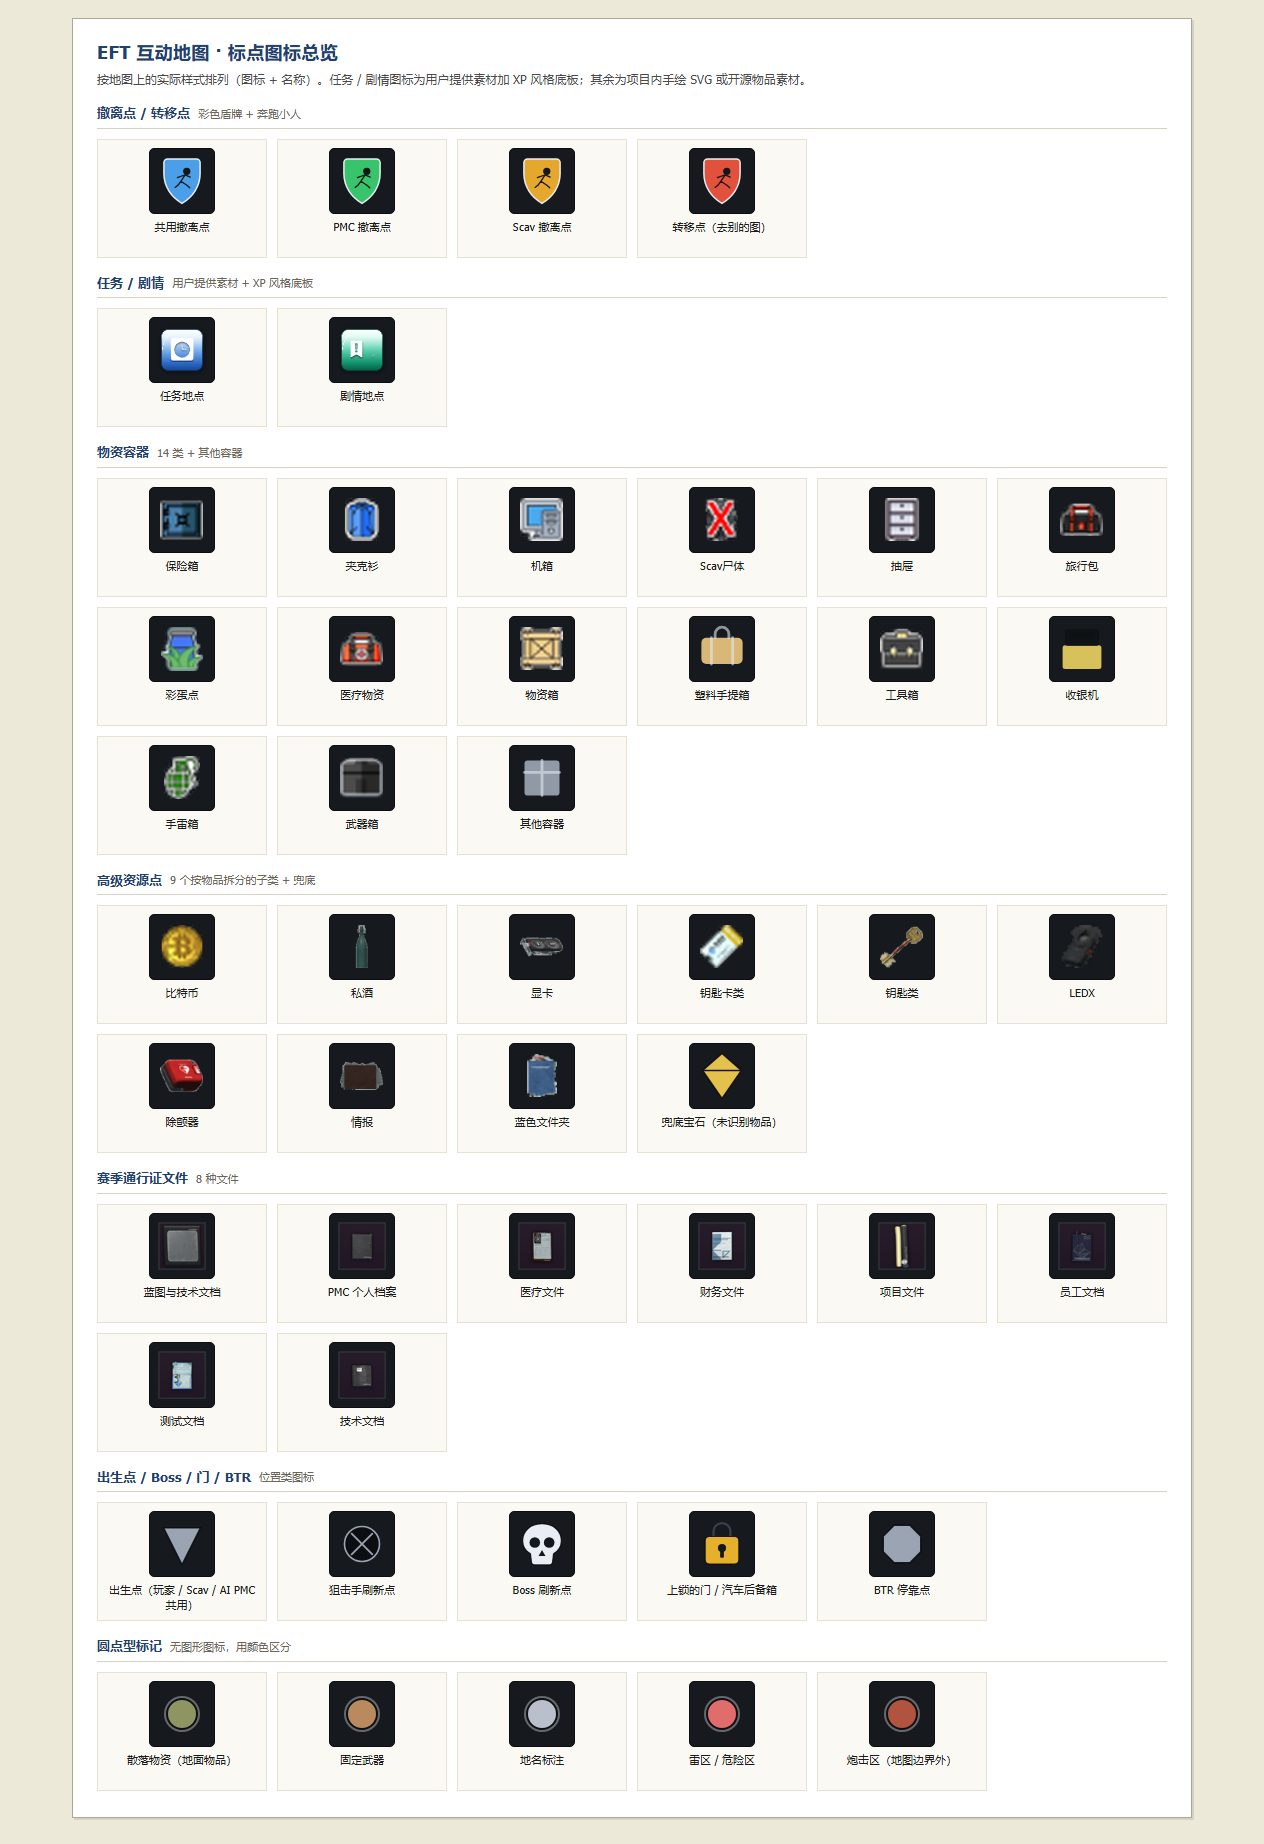 EFT 互动地图 · 标点图标总览
按地图上的实际样式排列（图标 + 名称）。任务 / 剧情图标为用户提供素材加 XP 风格底板；其余为项目内手绘 SVG 或开源物品素材。
撤离点 / 转移点 彩色盾牌 + 奔跑小人
共用撤离点 PMC 撤离点 Scav 撤离点 转移点（去别的图）
任务 / 剧情 用户提供素材 + XP 风格底板
任务地点 剧情地点
物资容器 14 类 + 其他容器
保险箱 夹克衫 机箱 Scav尸体 抽屉 旅行包
彩蛋点 医疗物资 物资箱 塑料手提箱 工具箱 收银机
手雷箱 武器箱 其他容器
高级资源点 9 个按物品拆分的子类 + 兜底
比特币 私酒 显卡 钥匙卡类 钥匙类 LEDX
除颤器 情报 蓝色文件夹 兜底宝石（未识别物品）
赛季通行证文件 8 种文件
蓝图与技术文档 PMC 个人档案 医疗文件 财务文件 项目文件 员工文档
测试文档 技术文档
出生点 / Boss / 门 / BTR 位置类图标
出生点（玩家 / Scav / AI PMC 共用） 狙击手刷新点 Boss 刷新点 上锁的门 / 汽车后备箱 BTR 停靠点
圆点型标记 无图形图标，用颜色区分
散落物资（地面物品） 固定武器 地名标注 雷区 / 危险区 炮击区（地图边界外）